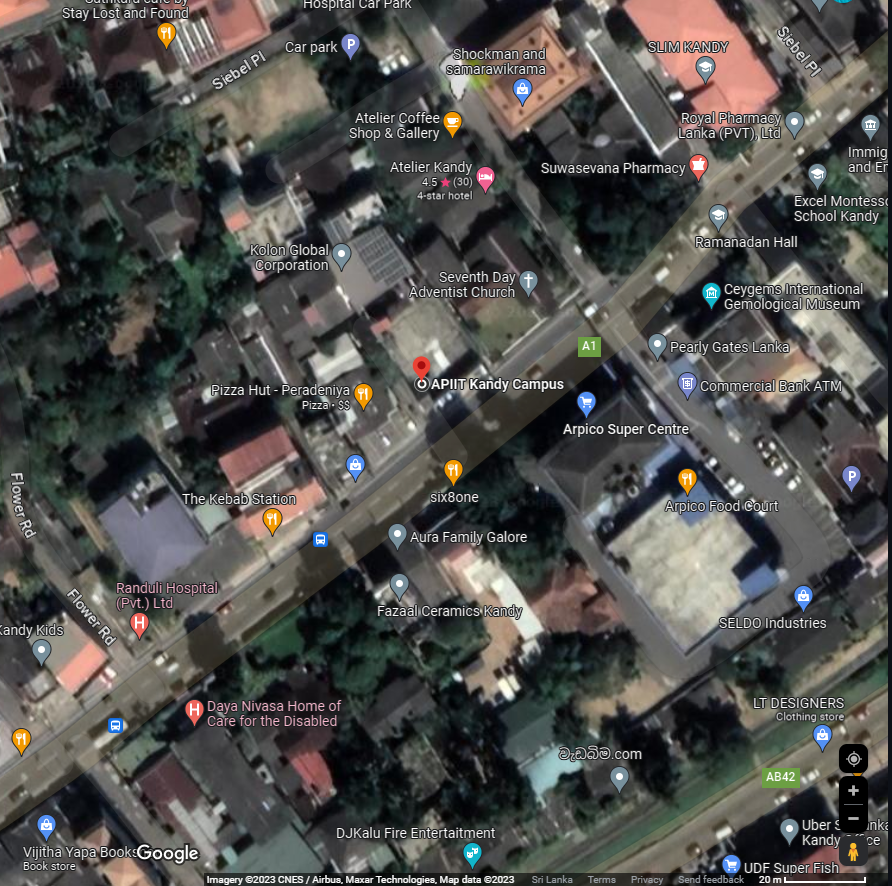 Stay Lost and Found
Hospital Car Park
Car park
Siebel Pl
Shockman and
samarawikrama
SLIM KANDY
Siebel Pl
Atelier Coffee
Shop & Gallery
Royal Pharmacy
Lanka (PVT), Ltd
Atelier Kandy
4.5 ★ (30)
4-star hotel
Suwasevana Pharmacy
Immig
and Em
Excel Montesso
School Kandy
Ramanadan Hall
Kolon Global
Corporation
Seventh Day
Adventist Church
Ceygems International
Gemological Museum
A1
Pearly Gates Lanka
APIIT Kandy Campus
Pizza Hut - Peradeniya
Pizza · $$
Commercial Bank ATM
Arpico Super Centre
Flower Rd
The Kebab Station
six8one
Arpico Food Court
P
Aura Family Galore
Randuli Hospital
(Pvt.) Ltd
Flower Rd
Fazaal Ceramics Kandy
Kandy Kids
SELDO Industries
Daya Nivasa Home of
Care for the Disabled
LT DESIGNERS
Clothing store
වැඩබිම.com
AB42
DJKalu Fire Entertaitment
Vijitha Yapa Books
Book store
Google
UDF Super Fish
Imagery ©2023 CNES / Airbus, Maxar Technologies, Map data ©2023 Sri Lanka Terms Privacy Send feedback 20 m